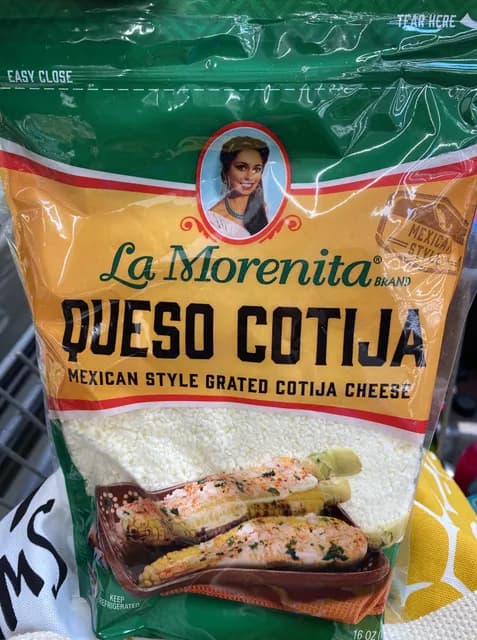 TEAR HERE
EASY CLOSE
MEXICAN
STYLE
La Morenita®
BRAND
QUESO COTIJA
MEXICAN STYLE GRATED COTIJA CHEESE
M'S
KEEP
REFRIGERATED
16 OZ